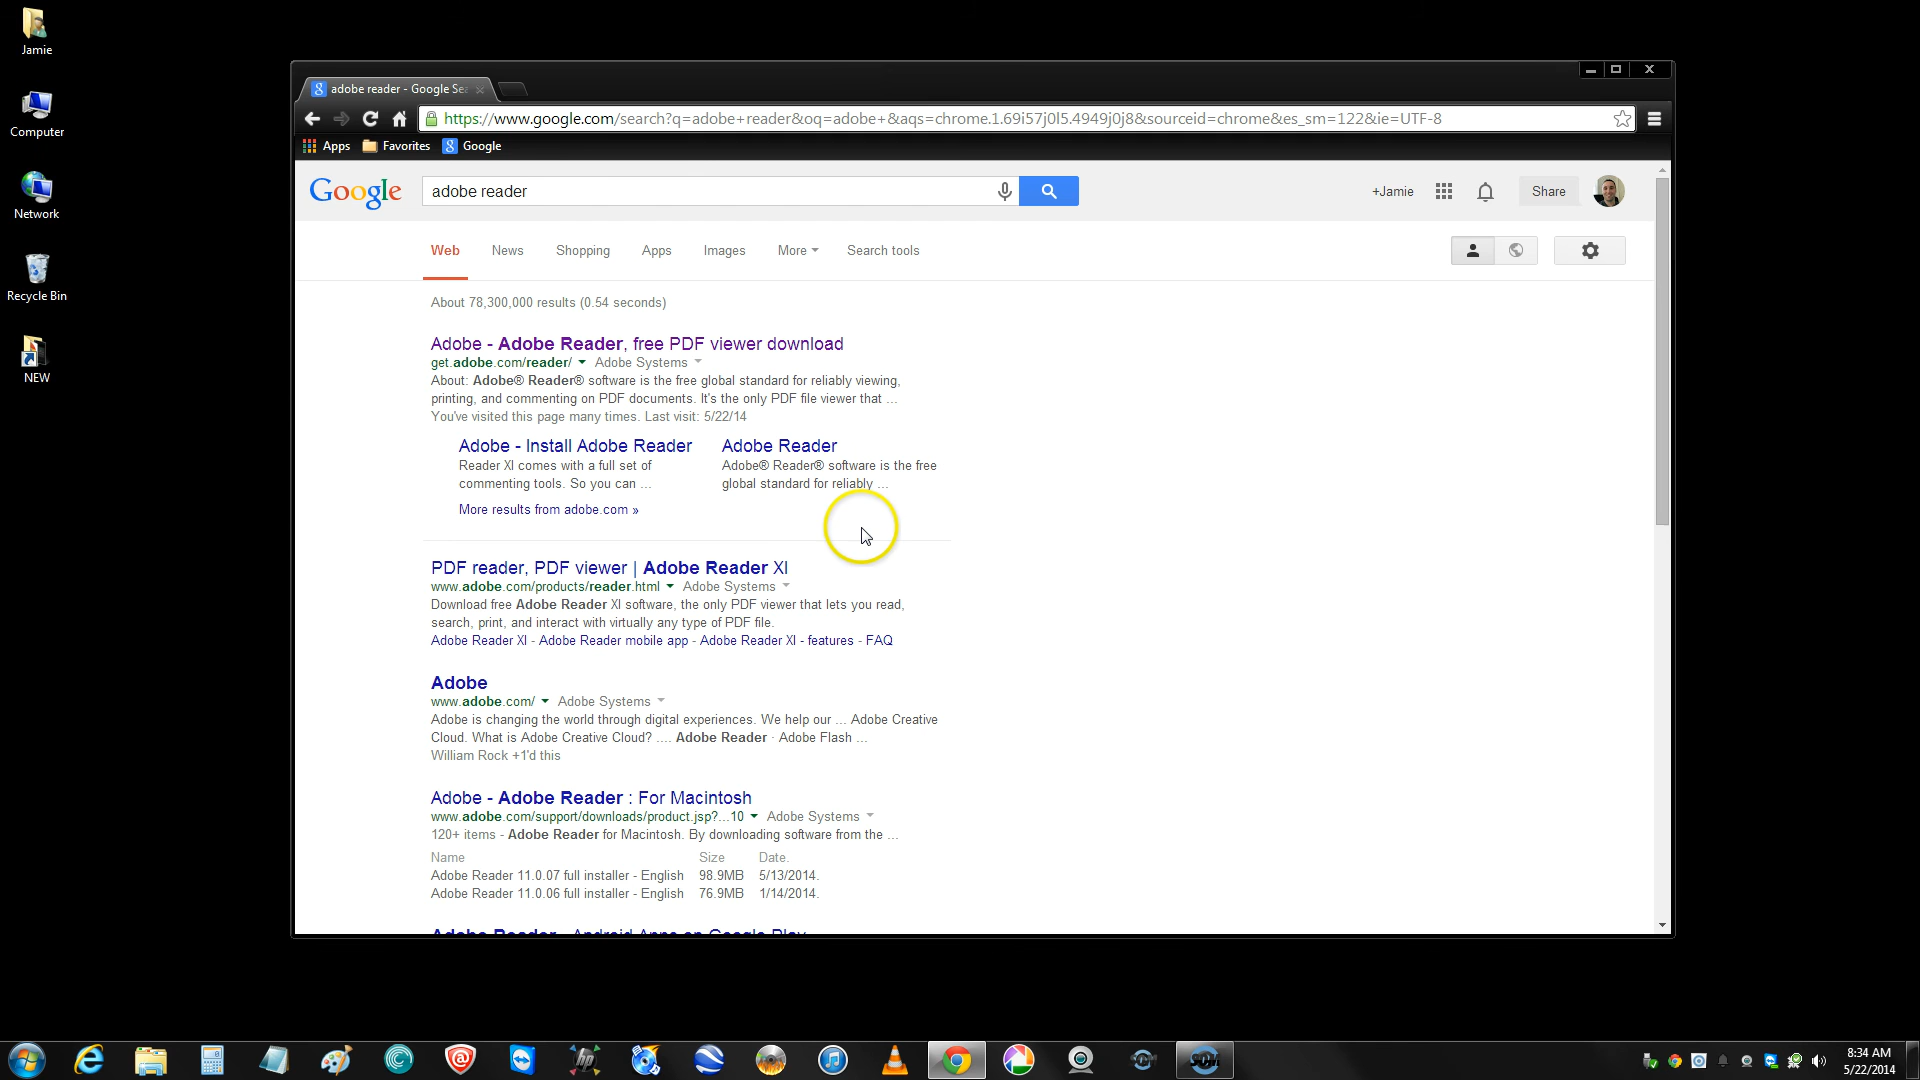 Jamie
Computer
Network
Recycle Bin
NEW
adobe reader - Google Sea
https://www.google.com/search?q=adobe+reader&oq=adobe+&aqs=chrome.1.69i57j0l5.4949j0j8&sourceid=chrome&es_sm=122&ie=UTF-8
Apps Favorites Google
Google adobe reader +Jamie Share
Web News Shopping Apps Images More Search tools
About 78,300,000 results (0.54 seconds)
Adobe - Adobe Reader, free PDF viewer download
get.adobe.com/reader/ Adobe Systems
About: Adobe® Reader® software is the free global standard for reliably viewing,
printing, and commenting on PDF documents. It's the only PDF file viewer that ...
You've visited this page many times. Last visit: 5/22/14
Adobe - Install Adobe Reader
Reader XI comes with a full set of
commenting tools. So you can ...
Adobe Reader
Adobe® Reader® software is the free
global standard for reliably ...
More results from adobe.com »
PDF reader, PDF viewer | Adobe Reader XI
www.adobe.com/products/reader.html Adobe Systems
Download free Adobe Reader XI software, the only PDF viewer that lets you read,
search, print, and interact with virtually any type of PDF file.
Adobe Reader XI - Adobe Reader mobile app - Adobe Reader XI - features - FAQ
Adobe
www.adobe.com/ Adobe Systems
Adobe is changing the world through digital experiences. We help our ... Adobe Creative
Cloud. What is Adobe Creative Cloud? .... Adobe Reader · Adobe Flash ...
William Rock +1'd this
Adobe - Adobe Reader : For Macintosh
www.adobe.com/support/downloads/product.jsp?...10 Adobe Systems
120+ items - Adobe Reader for Macintosh. By downloading software from the ...
Name Size Date.
Adobe Reader 11.0.07 full installer - English 98.9MB 5/13/2014.
Adobe Reader 11.0.06 full installer - English 76.9MB 1/14/2014.
Adobe Reader - Android Apps on Google Play
8:34 AM
5/22/2014